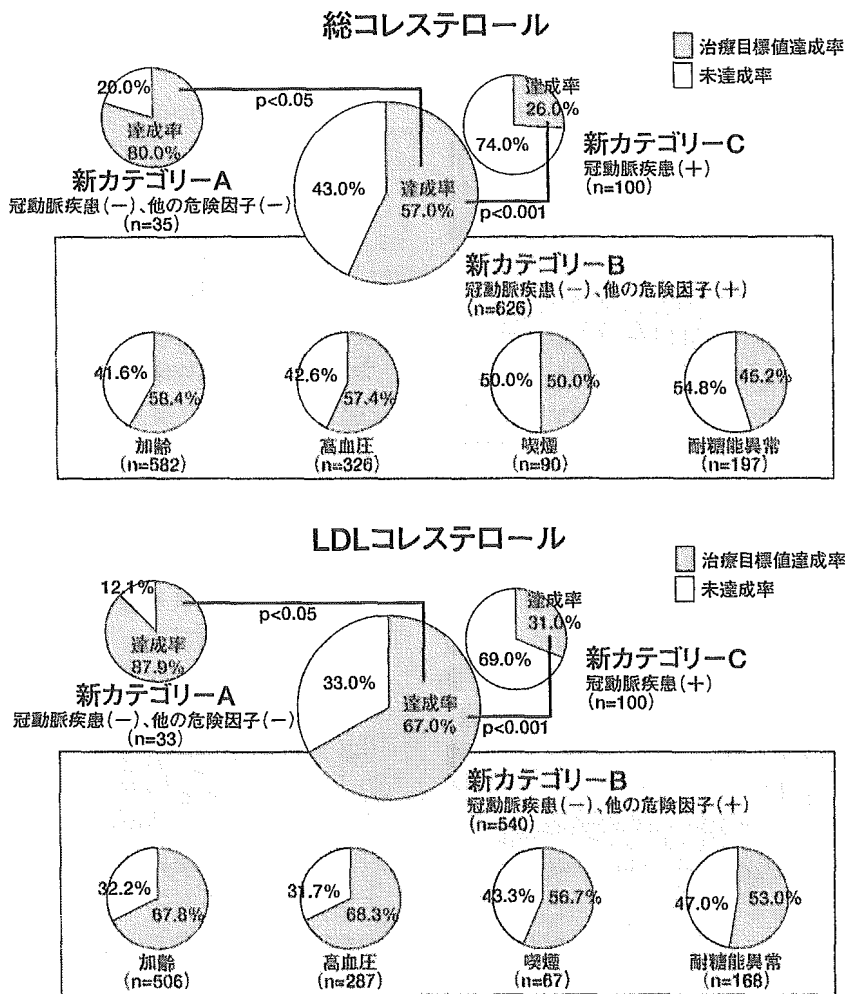 総コレステロール
治療目標値達成率
未達成率
20.0%
達成率
80.0%
p<0.05
新カテゴリーA
冠動脈疾患(−)、他の危険因子(−)
(n=35)
43.0%
達成率
57.0%
達成率
26.0%
74.0%
p<0.001
新カテゴリーC
冠動脈疾患(+)
(n=100)
新カテゴリーB
冠動脈疾患(−)、他の危険因子(+)
(n=626)
41.6%
58.4%
加齢
(n=582)
42.6%
57.4%
高血圧
(n=326)
50.0%
50.0%
喫煙
(n=90)
54.8%
45.2%
耐糖能異常
(n=197)
LDLコレステロール
治療目標値達成率
未達成率
12.1%
達成率
87.9%
p<0.05
新カテゴリーA
冠動脈疾患(−)、他の危険因子(−)
(n=33)
33.0%
達成率
67.0%
達成率
31.0%
69.0%
p<0.001
新カテゴリーC
冠動脈疾患(+)
(n=100)
新カテゴリーB
冠動脈疾患(−)、他の危険因子(+)
(n=540)
32.2%
67.8%
加齢
(n=506)
31.7%
68.3%
高血圧
(n=287)
43.3%
56.7%
喫煙
(n=67)
47.0%
53.0%
耐糖能異常
(n=168)